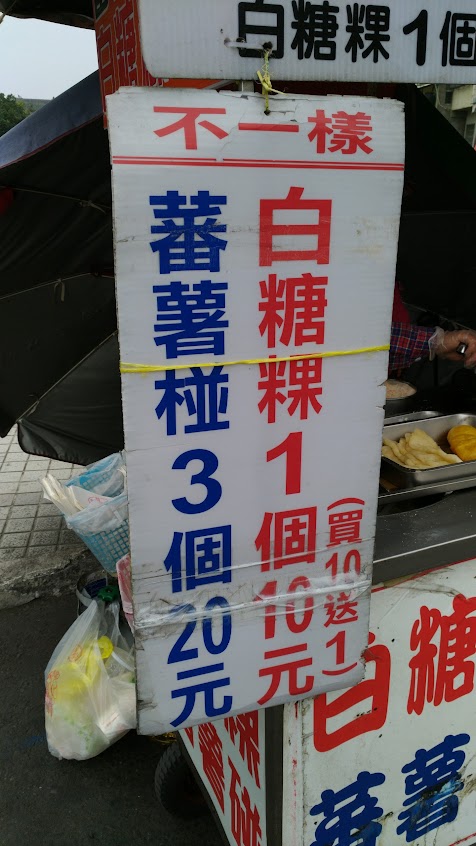 白糖粿1個
不一樣
白糖粿1個10元
(買10送1)
蕃薯椪3個20元
白糖
蕃薯